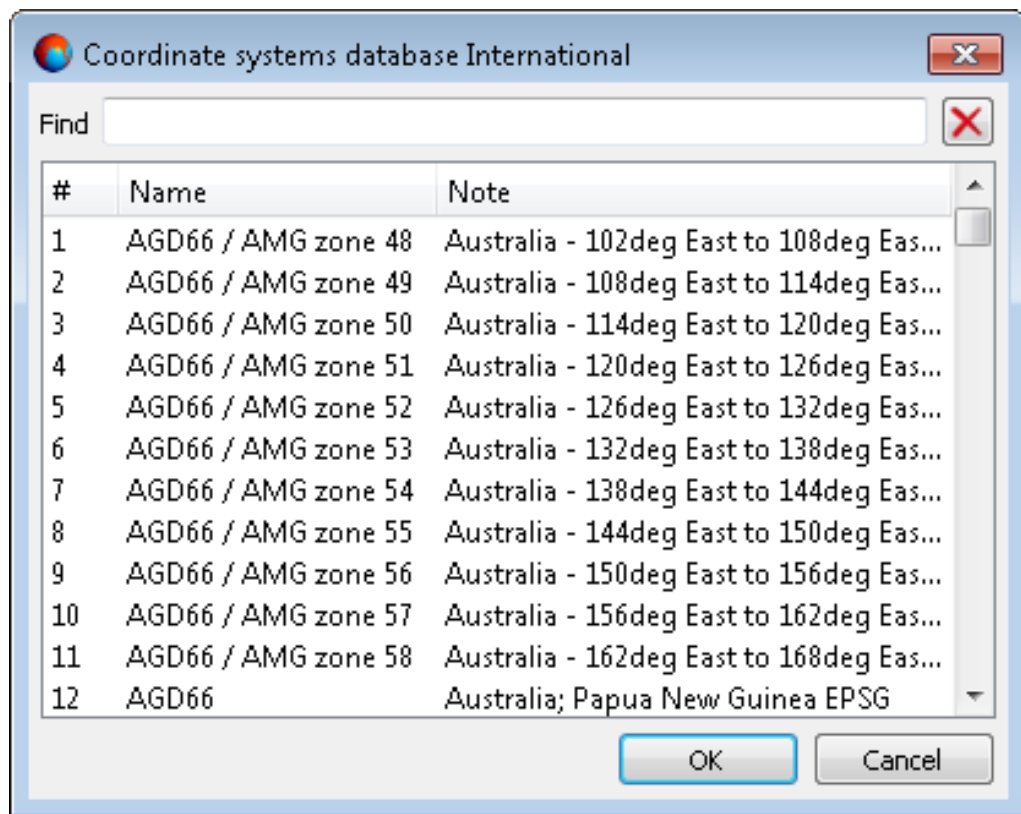 Coordinate systems database International
Find
# Name Note
1 AGD66 / AMG zone 48 Australia - 102deg East to 108deg Eas...
2 AGD66 / AMG zone 49 Australia - 108deg East to 114deg Eas...
3 AGD66 / AMG zone 50 Australia - 114deg East to 120deg Eas...
4 AGD66 / AMG zone 51 Australia - 120deg East to 126deg Eas...
5 AGD66 / AMG zone 52 Australia - 126deg East to 132deg Eas...
6 AGD66 / AMG zone 53 Australia - 132deg East to 138deg Eas...
7 AGD66 / AMG zone 54 Australia - 138deg East to 144deg Eas...
8 AGD66 / AMG zone 55 Australia - 144deg East to 150deg Eas...
9 AGD66 / AMG zone 56 Australia - 150deg East to 156deg Eas...
10 AGD66 / AMG zone 57 Australia - 156deg East to 162deg Eas...
11 AGD66 / AMG zone 58 Australia - 162deg East to 168deg Eas...
12 AGD66 Australia; Papua New Guinea EPSG
OK Cancel